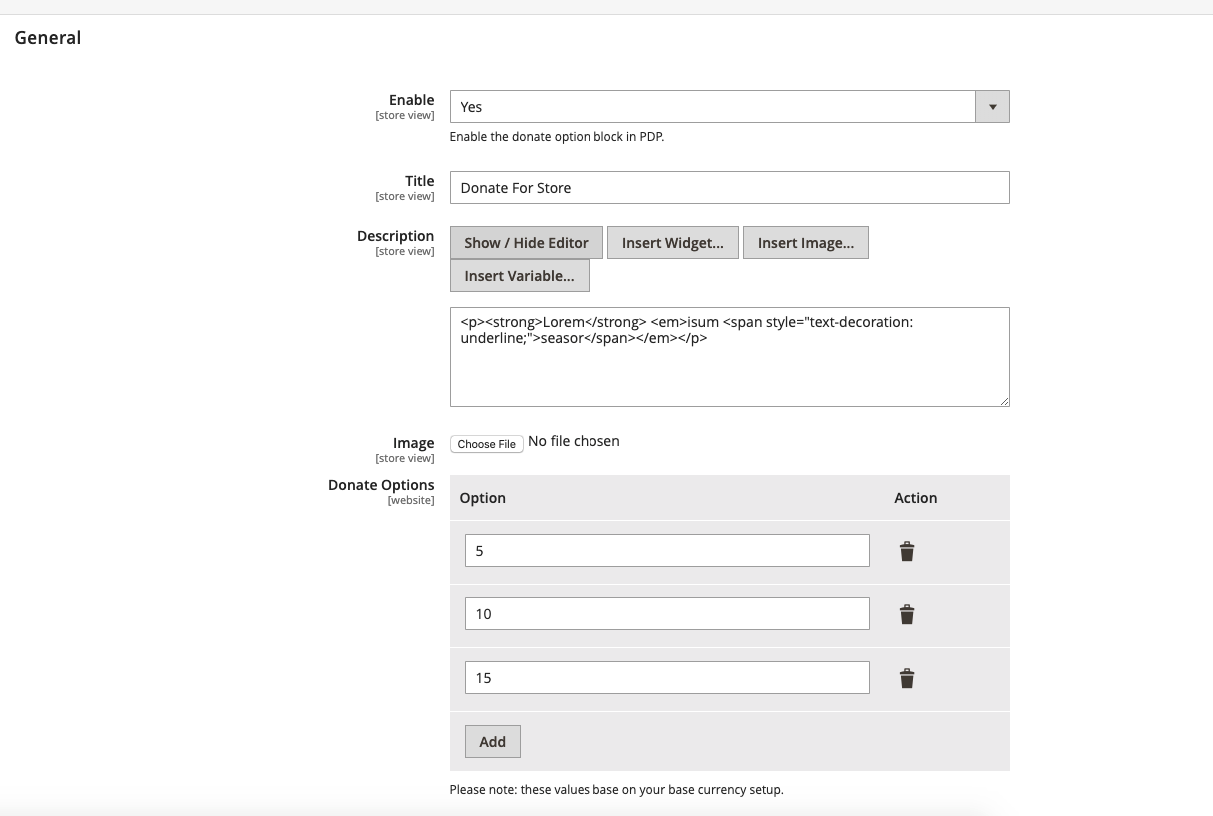 General
Enable
[store view]
Yes
Enable the donate option block in PDP.
Title
[store view]
Donate For Store
Description
[store view]
Show / Hide Editor
Insert Widget...
Insert Image...
Insert Variable...
<p><strong>Lorem</strong> <em>isum <span style="text-decoration:
underline;">seasor</span></em></p>
Image
[store view]
Choose File
No file chosen
Donate Options
[website]
Option
Action
5
10
15
Add
Please note: these values base on your base currency setup.